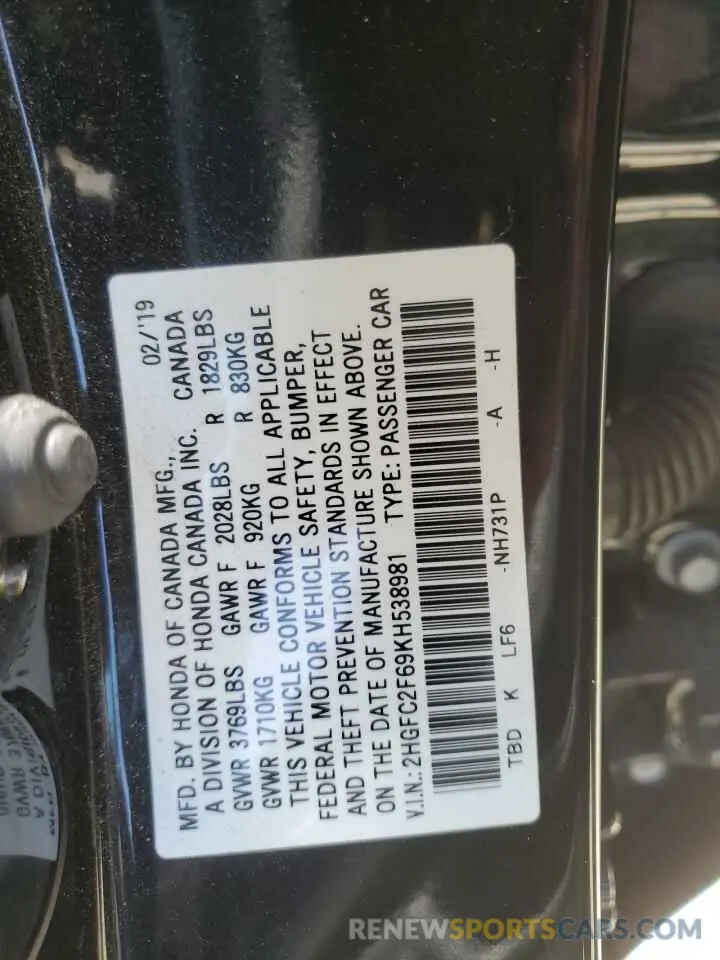 02/'19
MFD. BY HONDA OF CANADA MFG.,
A DIVISION OF HONDA CANADA INC. CANADA
GVWR 3769LBS GAWR F 2028LBS R 1829LBS
GVWR 1710KG GAWR F 920KG R 830KG
THIS VEHICLE CONFORMS TO ALL APPLICABLE
FEDERAL MOTOR VEHICLE SAFETY, BUMPER,
AND THEFT PREVENTION STANDARDS IN EFFECT
ON THE DATE OF MANUFACTURE SHOWN ABOVE.
V.I.N.: 2HGFC2F69KH538981 TYPE: PASSENGER CAR
TBD K LF6 -NH731P -A -H
RENEWSPORTSCARS.COM